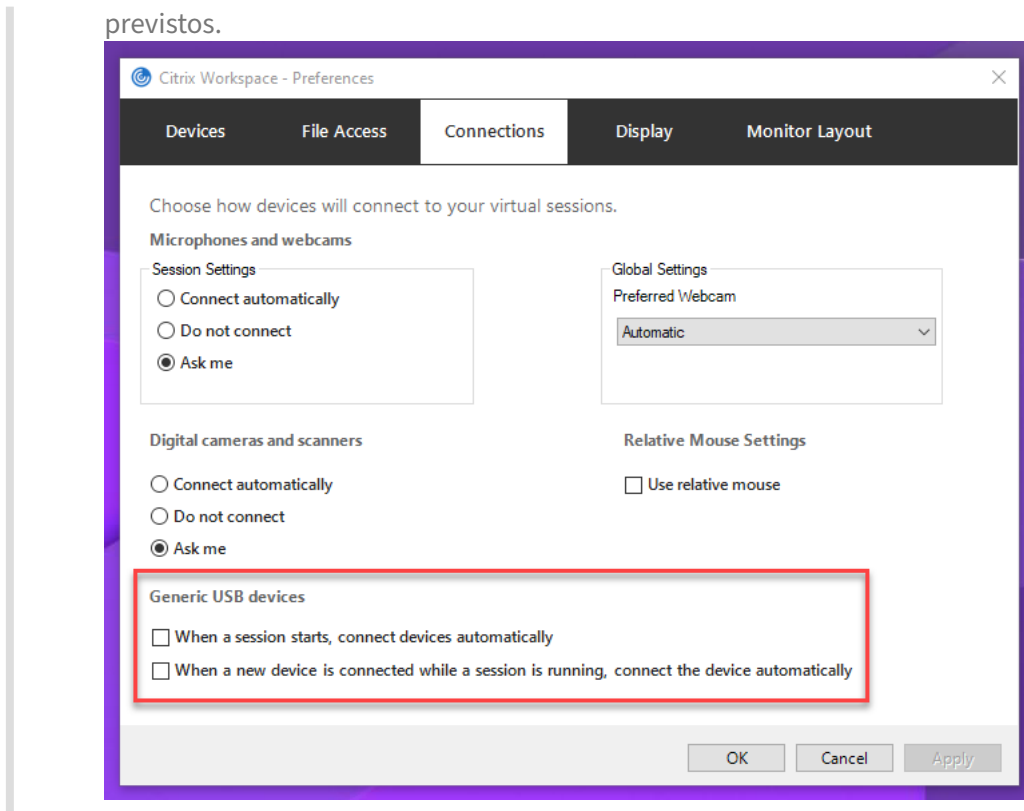 previstos.
Citrix Workspace - Preferences
Devices File Access Connections Display Monitor Layout
Choose how devices will connect to your virtual sessions.
Microphones and webcams
Session Settings
Connect automatically
Do not connect
Ask me
Global Settings
Preferred Webcam
Automatic
Digital cameras and scanners
Connect automatically
Do not connect
Ask me
Relative Mouse Settings
Use relative mouse
Generic USB devices
When a session starts, connect devices automatically
When a new device is connected while a session is running, connect the device automatically
OK Cancel Apply